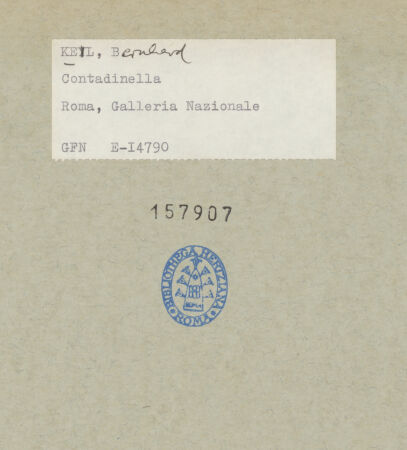 KEIL, Bernhard
Contadinella
Roma, Galleria Nazionale
GFN E-I4790
157907
BIBLIOTHECA HERTZIANA
ROMA